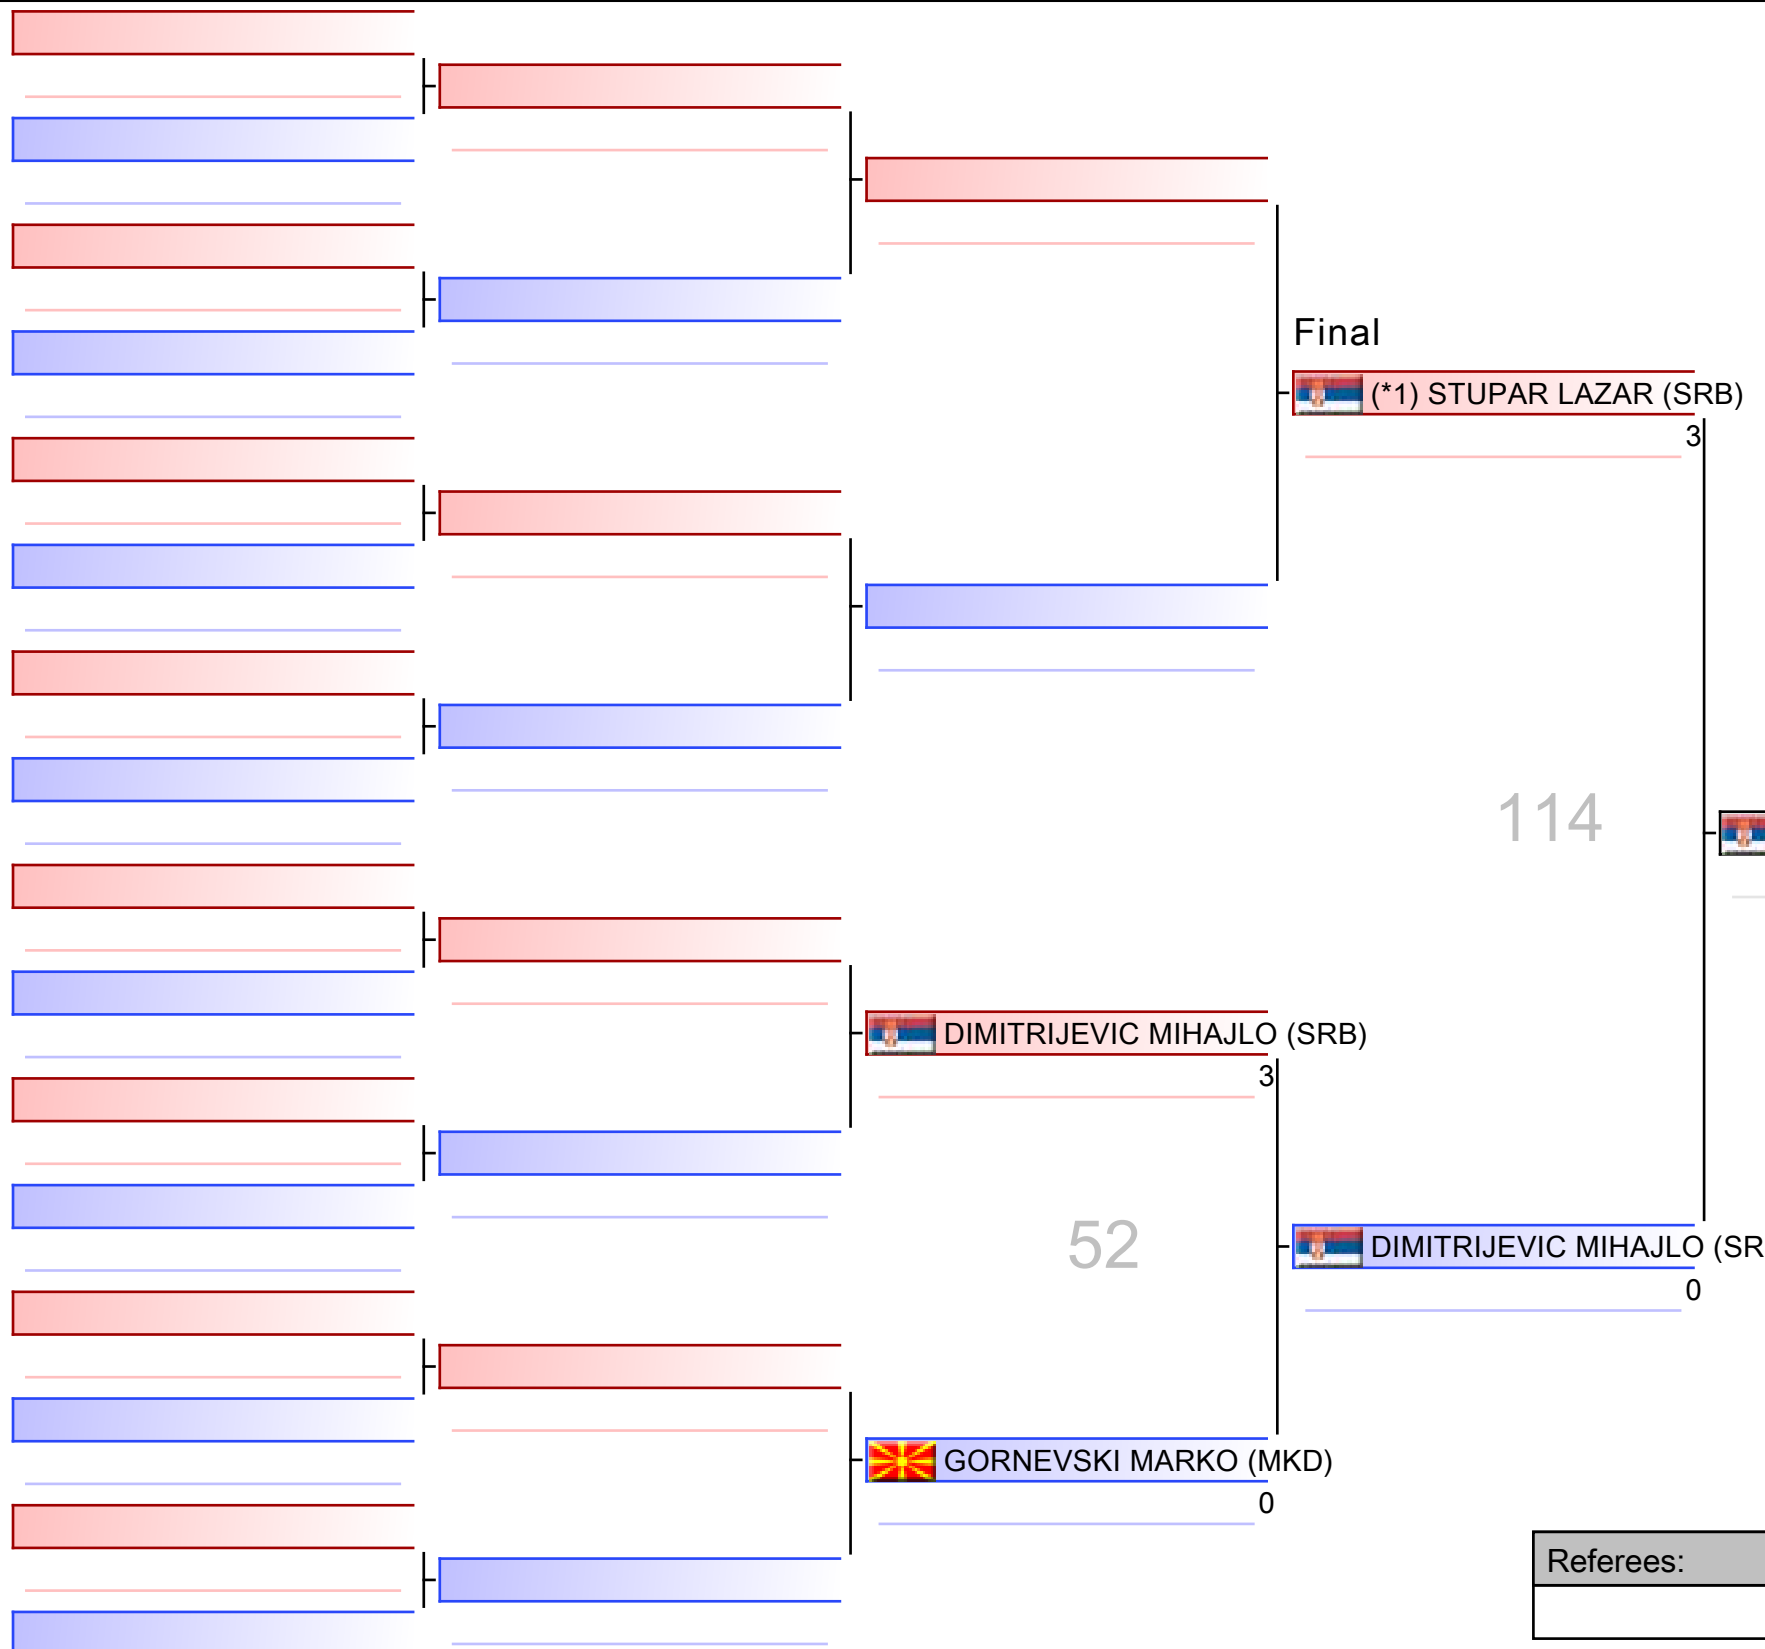 Final
(*1) STUPAR LAZAR (SRB)
3
114
DIMITRIJEVIC MIHAJLO (SRB)
3
52
DIMITRIJEVIC MIHAJLO (SR
0
GORNEVSKI MARKO (MKD)
0
Referees: